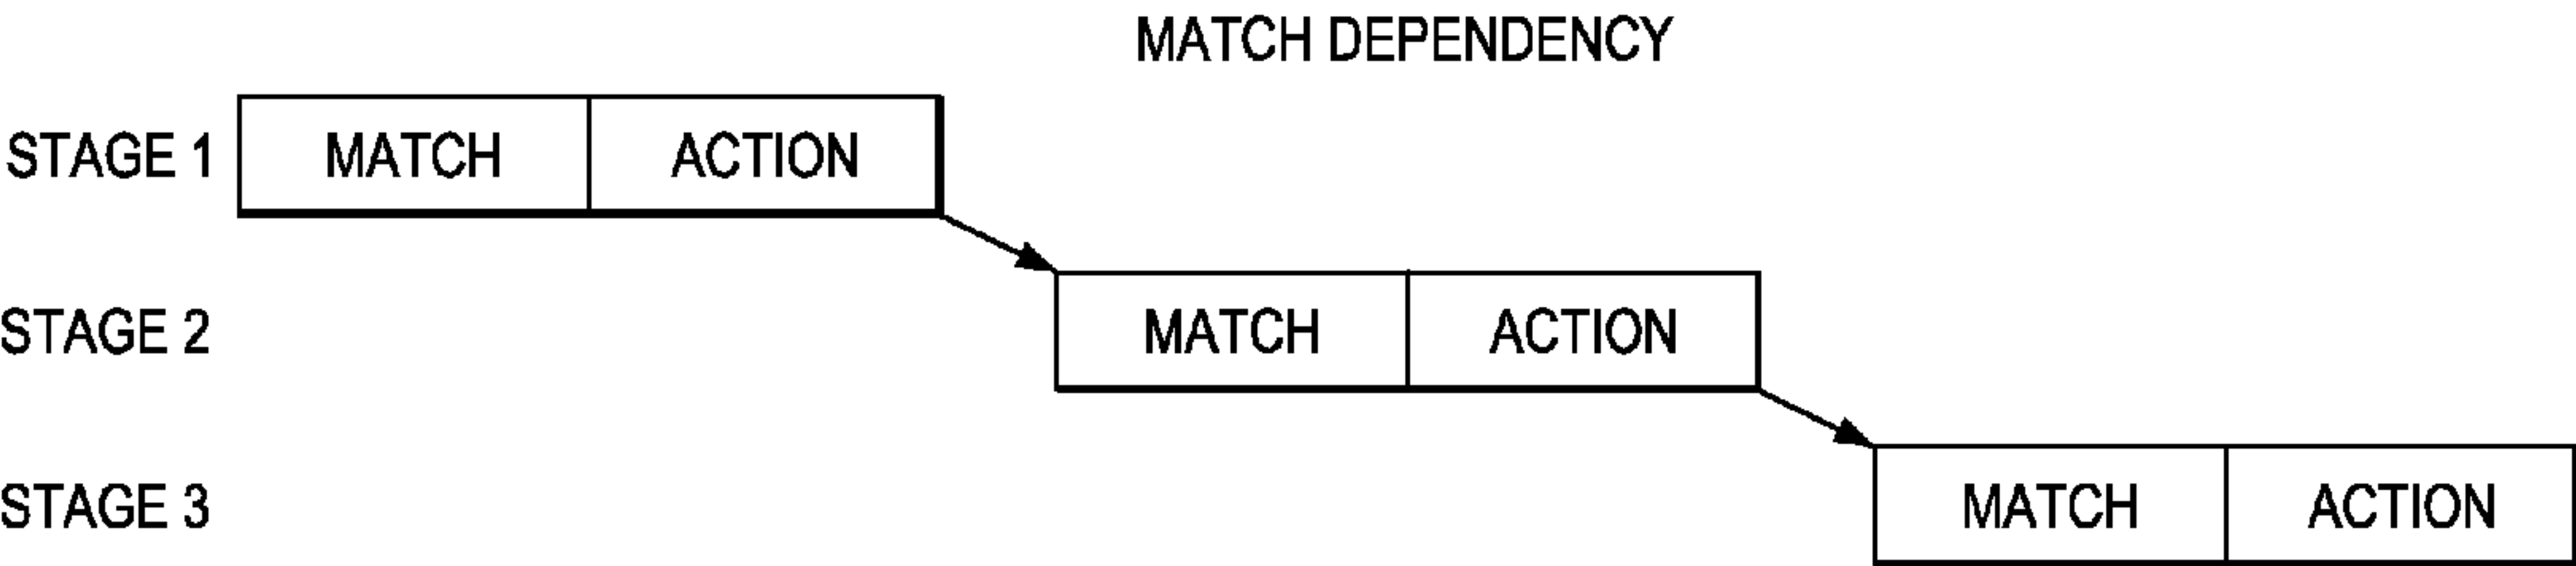 MATCH DEPENDENCY
STAGE 1 MATCH ACTION
STAGE 2 MATCH ACTION
STAGE 3 MATCH ACTION